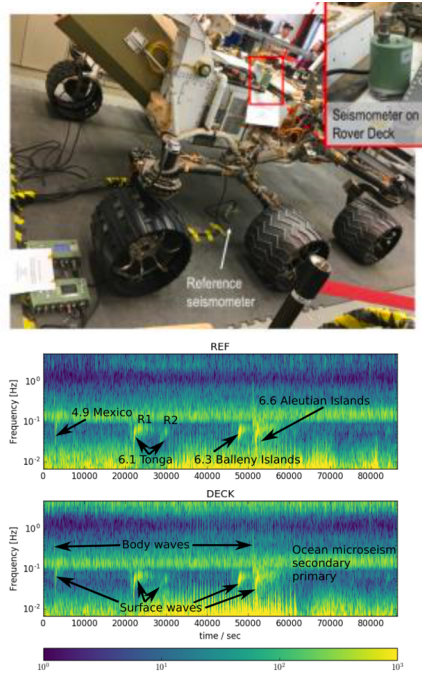 Seismometer on
Rover Deck
Reference
seismometer
REF
Frequency [Hz]
10⁰
10⁻¹
10⁻²
4.9 Mexico
R1
R2
6.6 Aleutian Islands
6.1 Tonga
6.3 Balleny Islands
0 10000 20000 30000 40000 50000 60000 70000 80000
DECK
Frequency [Hz]
10⁰
10⁻¹
10⁻²
Body waves
Ocean microseism
secondary
primary
Surface waves
0 10000 20000 30000 40000 50000 60000 70000 80000
time / sec
10⁰ 10¹ 10² 10³